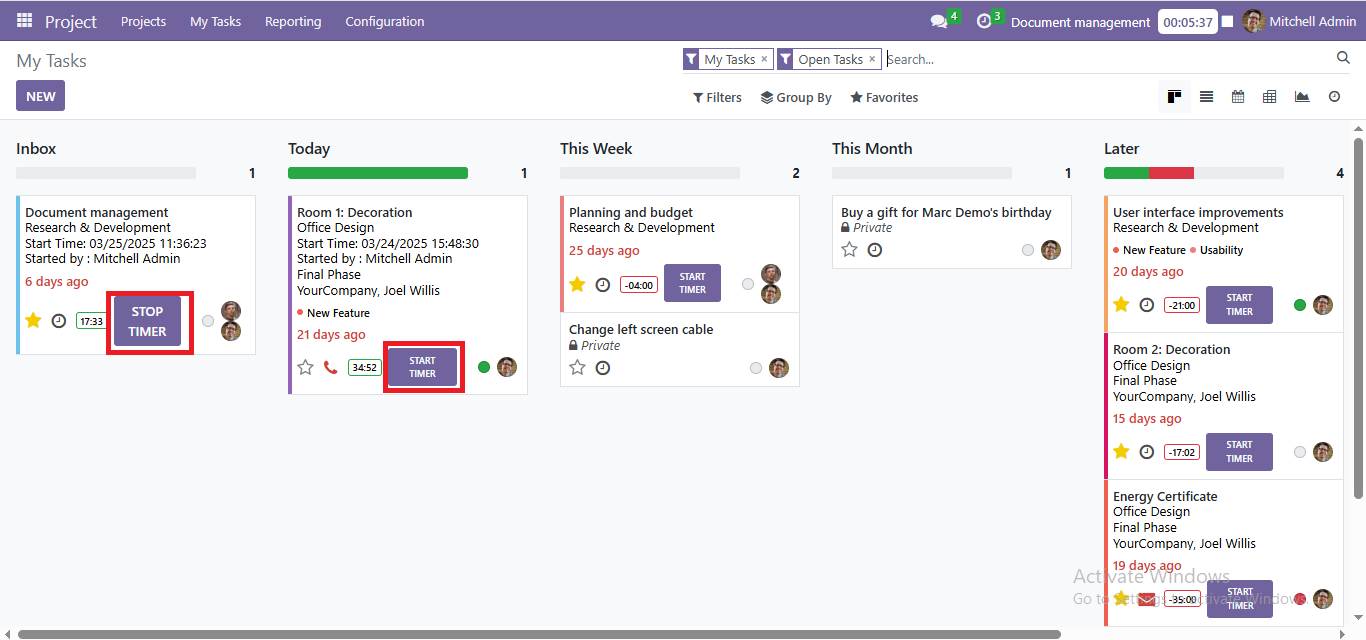 Project Projects My Tasks Reporting Configuration 4 3 Document management 00:05:37 Mitchell Admin
My Tasks
My Tasks × Open Tasks × Search...
NEW
Filters Group By Favorites
Inbox
1
Document management
Research & Development
Start Time: 03/25/2025 11:36:23
Started by : Mitchell Admin
6 days ago
17:33
STOP
TIMER
Today
1
Room 1: Decoration
Office Design
Start Time: 03/24/2025 15:48:30
Started by : Mitchell Admin
Final Phase
YourCompany, Joel Willis
New Feature
21 days ago
34:52
START
TIMER
This Week
2
Planning and budget
Research & Development
25 days ago
-04:00
START
TIMER
Change left screen cable
Private
This Month
1
Buy a gift for Marc Demo's birthday
Private
Later
4
User interface improvements
Research & Development
New Feature Usability
20 days ago
-21:00
START
TIMER
Room 2: Decoration
Office Design
Final Phase
YourCompany, Joel Willis
15 days ago
-17:02
START
TIMER
Energy Certificate
Office Design
Final Phase
YourCompany, Joel Willis
19 days ago
-35:00
START
TIMER
Activate Windows
Go to Settings to activate Windows.